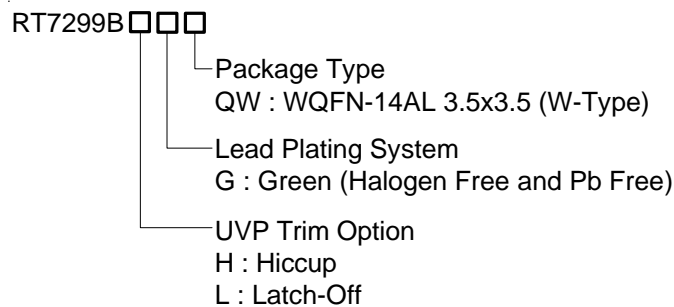 RT7299B□□□
Package Type
QW : WQFN-14AL 3.5x3.5 (W-Type)
Lead Plating System
G : Green (Halogen Free and Pb Free)
UVP Trim Option
H : Hiccup
L : Latch-Off